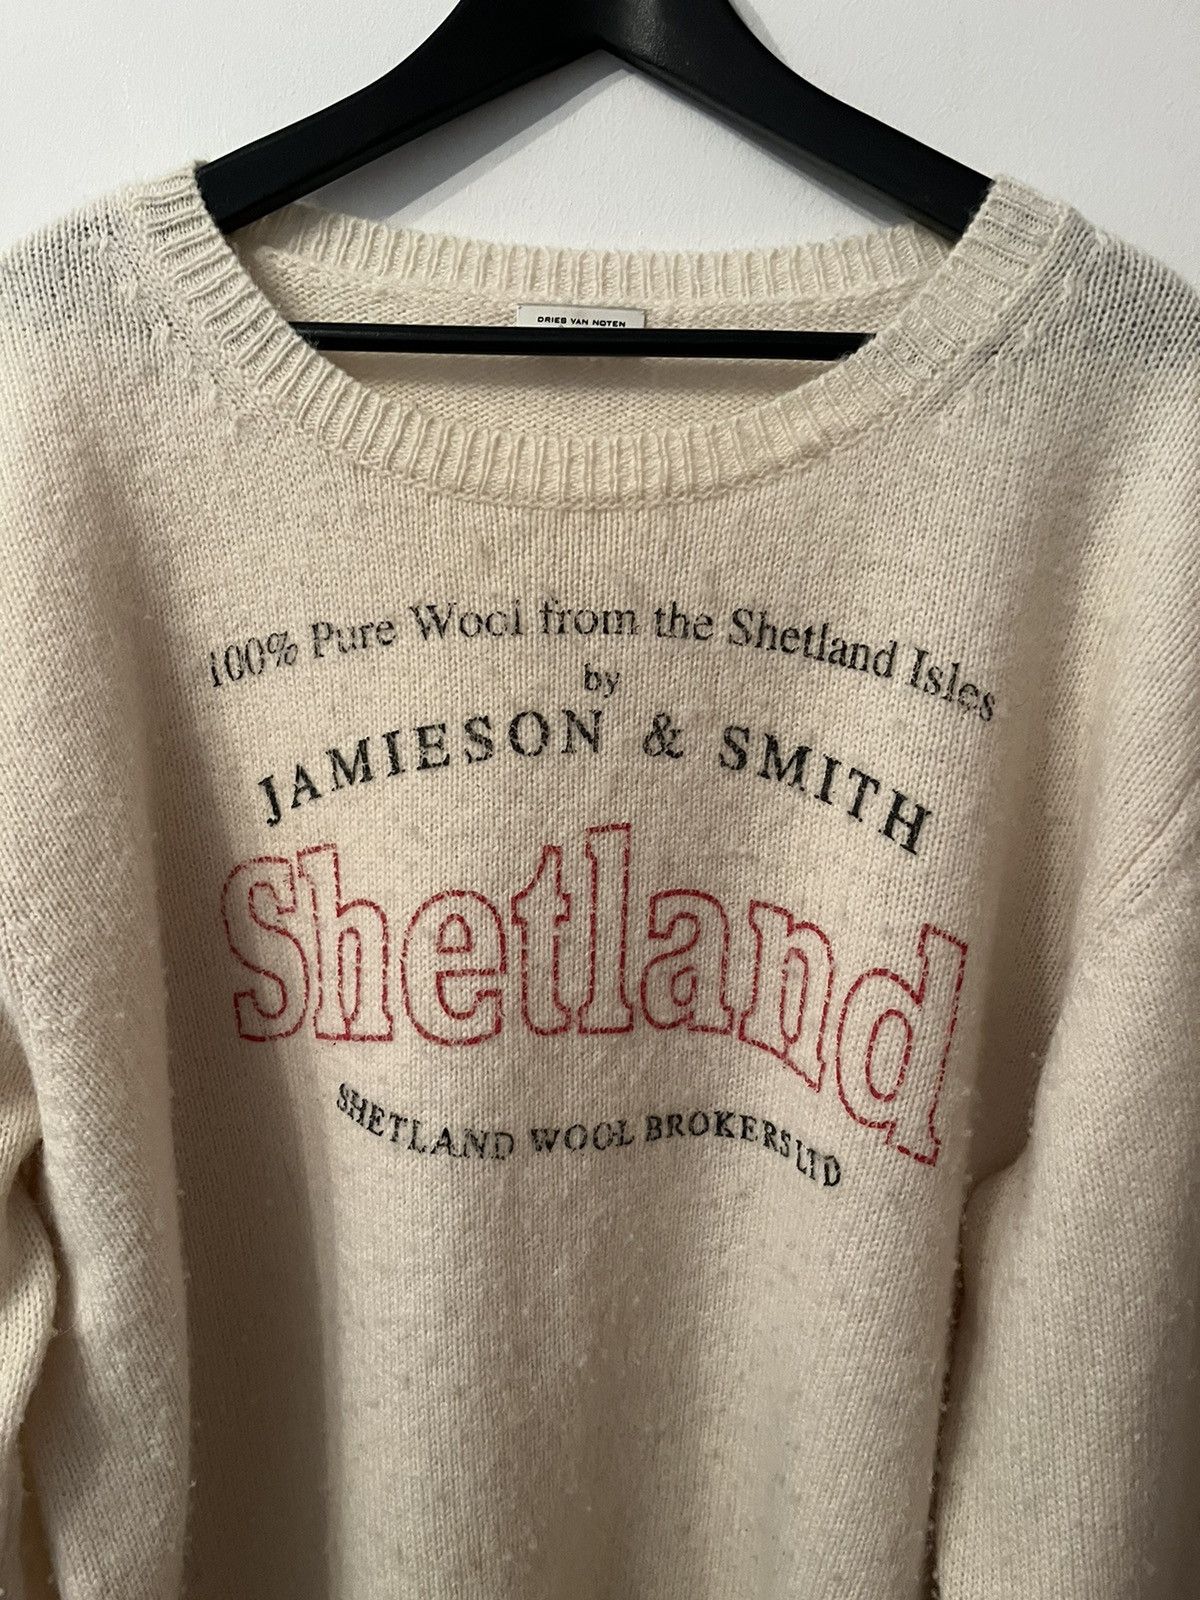 DRIES VAN NOTEN
100% Pure Wool from the Shetland Isles
by
JAMIESON & SMITH
Shetland
SHETLAND WOOL BROKERS LTD